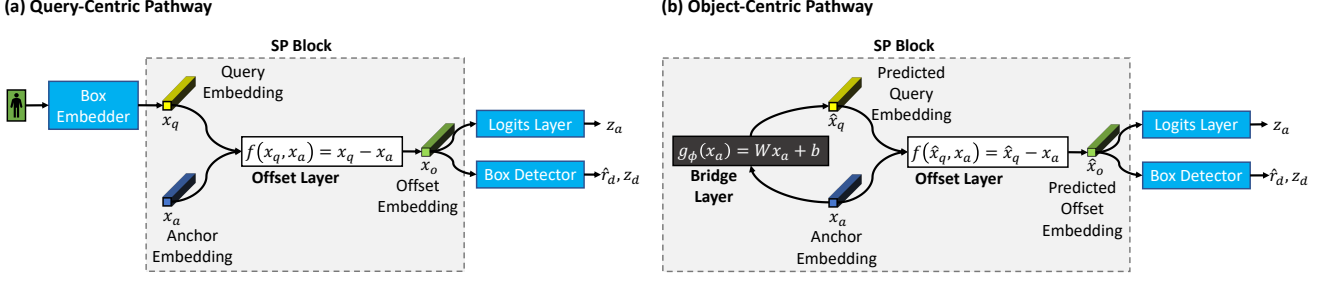 (a) Query-Centric Pathway
SP Block
Box
Embedder
Query
Embedding
x_q
f(x_q, x_a) = x_q − x_a
Offset Layer
x_a
Anchor
Embedding
x_o
Offset
Embedding
Logits Layer
z_a
Box Detector
r̂_d, z_d
(b) Object-Centric Pathway
SP Block
Predicted
Query
Embedding
x̂_q
g_ϕ(x_a) = Wx_a + b
Bridge
Layer
f(x̂_q, x_a) = x̂_q − x_a
Offset Layer
x_a
Anchor
Embedding
x̂_o
Predicted
Offset
Embedding
Logits Layer
z_a
Box Detector
r̂_d, z_d